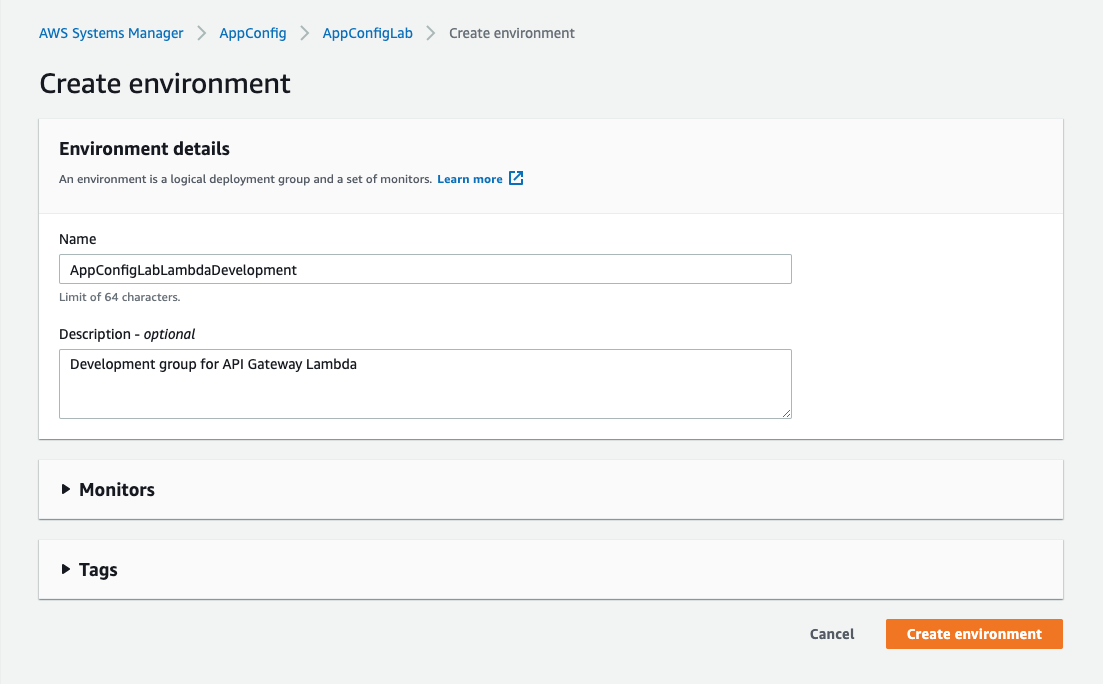 AWS Systems Manager > AppConfig > AppConfigLab > Create environment
Create environment
Environment details
An environment is a logical deployment group and a set of monitors. Learn more
Name
AppConfigLabLambdaDevelopment
Limit of 64 characters.
Description - optional
Development group for API Gateway Lambda
Monitors
Tags
Cancel Create environment